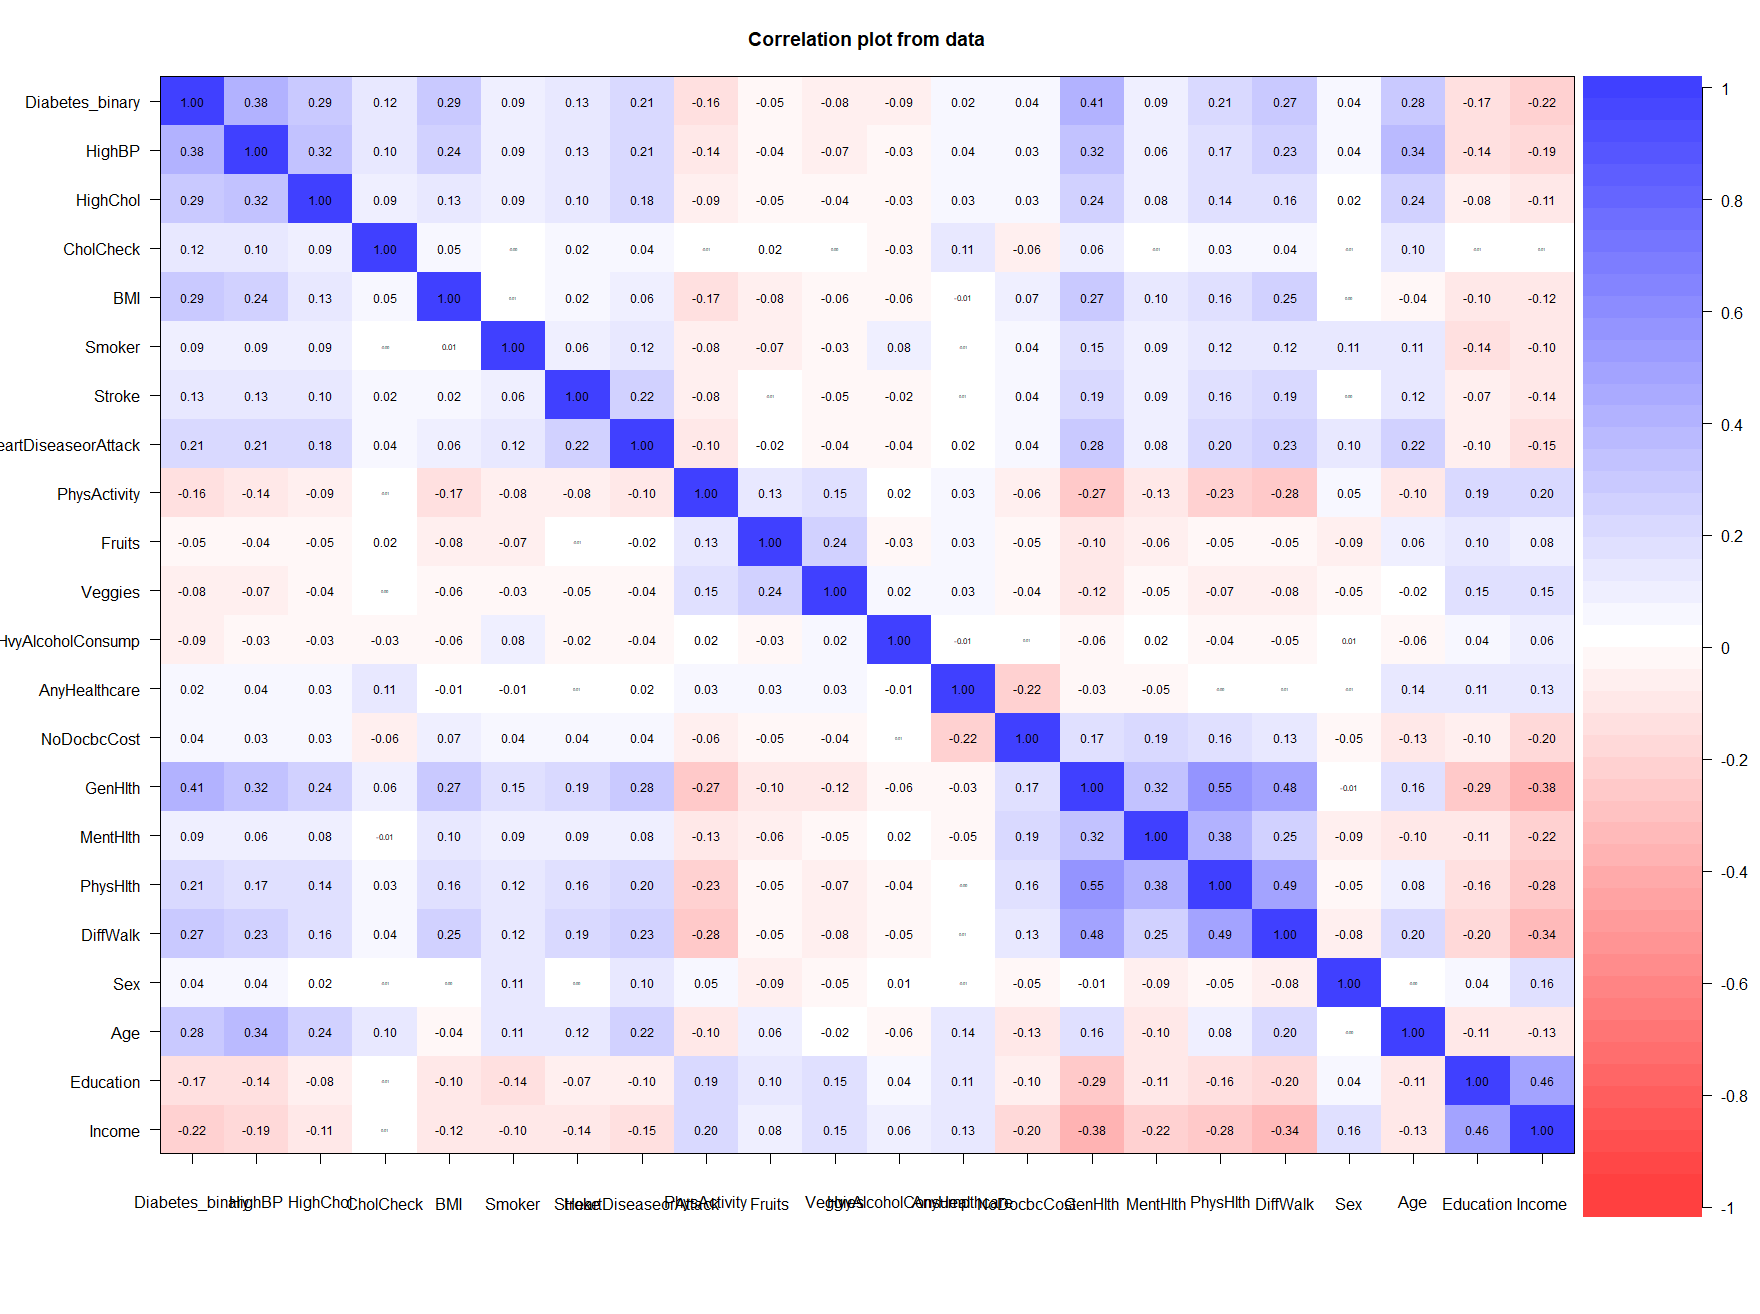 Correlation plot from data
Diabetes_binary 1.00 0.38 0.29 0.12 0.29 0.09 0.13 0.21 -0.16 -0.05 -0.08 -0.09 0.02 0.04 0.41 0.09 0.21 0.27 0.04 0.28 -0.17 -0.22
HighBP 0.38 1.00 0.32 0.10 0.24 0.09 0.13 0.21 -0.14 -0.04 -0.07 -0.03 0.04 0.03 0.32 0.06 0.17 0.23 0.04 0.34 -0.14 -0.19
HighChol 0.29 0.32 1.00 0.09 0.13 0.09 0.10 0.18 -0.09 -0.05 -0.04 -0.03 0.03 0.03 0.24 0.08 0.14 0.16 0.02 0.24 -0.08 -0.11
CholCheck 0.12 0.10 0.09 1.00 0.05 0.02 0.04 0.02 -0.03 0.11 -0.06 0.06 0.03 0.04 0.10
BMI 0.29 0.24 0.13 0.05 1.00 0.02 0.06 -0.17 -0.08 -0.06 -0.06 -0.01 0.07 0.27 0.10 0.16 0.25 -0.04 -0.10 -0.12
Smoker 0.09 0.09 0.09 0.01 1.00 0.06 0.12 -0.08 -0.07 -0.03 0.08 0.04 0.15 0.09 0.12 0.12 0.11 0.11 -0.14 -0.10
Stroke 0.13 0.13 0.10 0.02 0.02 0.06 1.00 0.22 -0.08 -0.05 -0.02 0.04 0.19 0.09 0.16 0.19 0.12 -0.07 -0.14
eartDiseaseorAttack 0.21 0.21 0.18 0.04 0.06 0.12 0.22 1.00 -0.10 -0.02 -0.04 -0.04 0.02 0.04 0.28 0.08 0.20 0.23 0.10 0.22 -0.10 -0.15
PhysActivity -0.16 -0.14 -0.09 -0.17 -0.08 -0.08 -0.10 1.00 0.13 0.15 0.02 0.03 -0.06 -0.27 -0.13 -0.23 -0.28 0.05 -0.10 0.19 0.20
Fruits -0.05 -0.04 -0.05 0.02 -0.08 -0.07 -0.02 0.13 1.00 0.24 -0.03 0.03 -0.05 -0.10 -0.06 -0.05 -0.05 -0.09 0.06 0.10 0.08
Veggies -0.08 -0.07 -0.04 -0.06 -0.03 -0.05 -0.04 0.15 0.24 1.00 0.02 0.03 -0.04 -0.12 -0.05 -0.07 -0.08 -0.05 -0.02 0.15 0.15
HvyAlcoholConsump -0.09 -0.03 -0.03 -0.03 -0.06 0.08 -0.02 -0.04 0.02 -0.03 0.02 1.00 -0.01 -0.06 0.02 -0.04 -0.05 0.01 -0.06 0.04 0.06
AnyHealthcare 0.02 0.04 0.03 0.11 -0.01 -0.01 0.02 0.03 0.03 0.03 -0.01 1.00 -0.22 -0.03 -0.05 0.14 0.11 0.13
NoDocbcCost 0.04 0.03 0.03 -0.06 0.07 0.04 0.04 0.04 -0.06 -0.05 -0.04 -0.22 1.00 0.17 0.19 0.16 0.13 -0.05 -0.13 -0.10 -0.20
GenHlth 0.41 0.32 0.24 0.06 0.27 0.15 0.19 0.28 -0.27 -0.10 -0.12 -0.06 -0.03 0.17 1.00 0.32 0.55 0.48 -0.01 0.16 -0.29 -0.38
MentHlth 0.09 0.06 0.08 -0.01 0.10 0.09 0.09 0.08 -0.13 -0.06 -0.05 0.02 -0.05 0.19 0.32 1.00 0.38 0.25 -0.09 -0.10 -0.11 -0.22
PhysHlth 0.21 0.17 0.14 0.03 0.16 0.12 0.16 0.20 -0.23 -0.05 -0.07 -0.04 0.16 0.55 0.38 1.00 0.49 -0.05 0.08 -0.16 -0.28
DiffWalk 0.27 0.23 0.16 0.04 0.25 0.12 0.19 0.23 -0.28 -0.05 -0.08 -0.05 0.13 0.48 0.25 0.49 1.00 -0.08 0.20 -0.20 -0.34
Sex 0.04 0.04 0.02 0.11 0.10 0.05 -0.09 -0.05 0.01 -0.05 -0.01 -0.09 -0.05 -0.08 1.00 0.04 0.16
Age 0.28 0.34 0.24 0.10 -0.04 0.11 0.12 0.22 -0.10 0.06 -0.02 -0.06 0.14 -0.13 0.16 -0.10 0.08 0.20 1.00 -0.11 -0.13
Education -0.17 -0.14 -0.08 -0.10 -0.14 -0.07 -0.10 0.19 0.10 0.15 0.04 0.11 -0.10 -0.29 -0.11 -0.16 -0.20 0.04 -0.11 1.00 0.46
Income -0.22 -0.19 -0.11 -0.12 -0.10 -0.14 -0.15 0.20 0.08 0.15 0.06 0.13 -0.20 -0.38 -0.22 -0.28 -0.34 0.16 -0.13 0.46 1.00
Diabetes_binary HighBP HighChol CholCheck BMI Smoker Stroke HeartDiseaseorAttack PhysActivity Fruits Veggies HvyAlcoholConsump AnyHealthcare NoDocbcCost GenHlth MentHlth PhysHlth DiffWalk Sex Age Education Income
1
0.8
0.6
0.4
0.2
0
-0.2
-0.4
-0.6
-0.8
-1